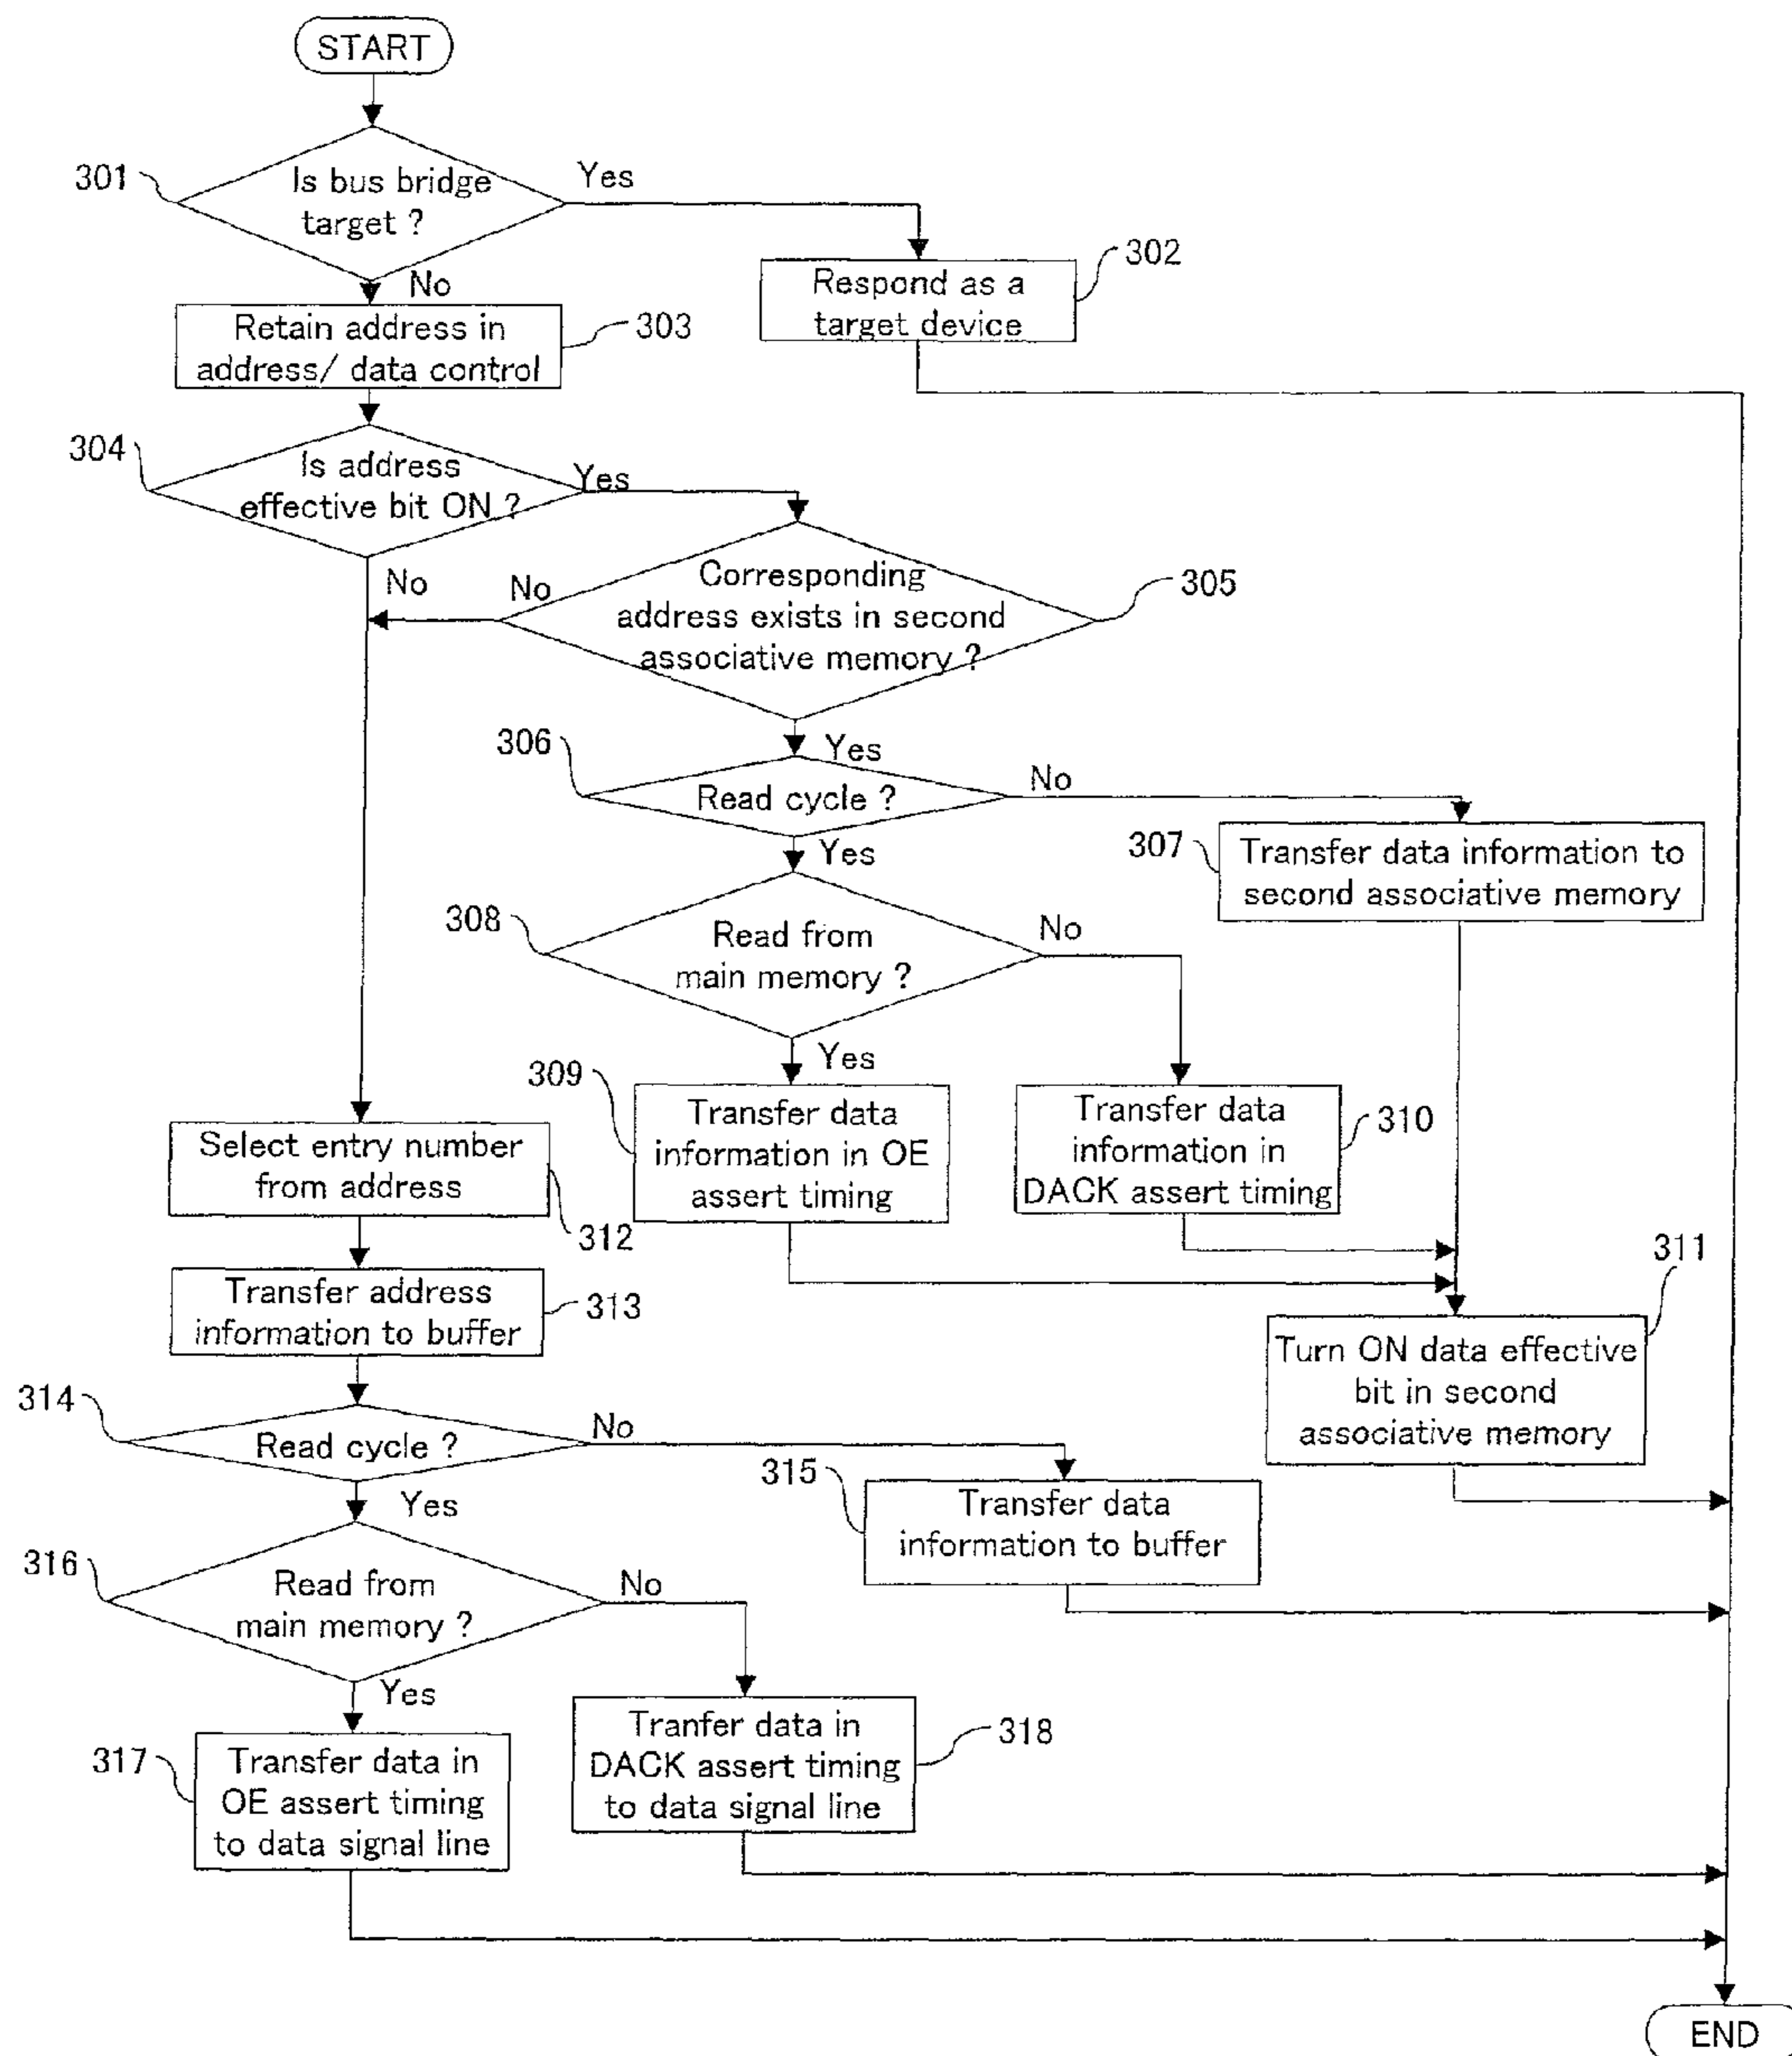 START
301
Is bus bridge
target ?
Yes
No
302
Respond as a
target device
Retain address in
address/ data control
303
304
Is address
effective bit ON ?
Yes
No
No
Corresponding
address exists in second
associative memory ?
305
Yes
306
Read cycle ?
No
Yes
307
Transfer data information to
second associative memory
308
Read from
main memory ?
No
Yes
309
Transfer data
information in OE
assert timing
Transfer data
information in
DACK assert timing
310
Select entry number
from address
312
311
Turn ON data effective
bit in second
associative memory
Transfer address
information to buffer
313
314
Read cycle ?
No
Yes
315
Transfer data
information to buffer
316
Read from
main memory ?
No
Yes
317
Transfer data in
OE assert timing
to data signal line
Tranfer data in
DACK assert timing
to data signal line
318
END